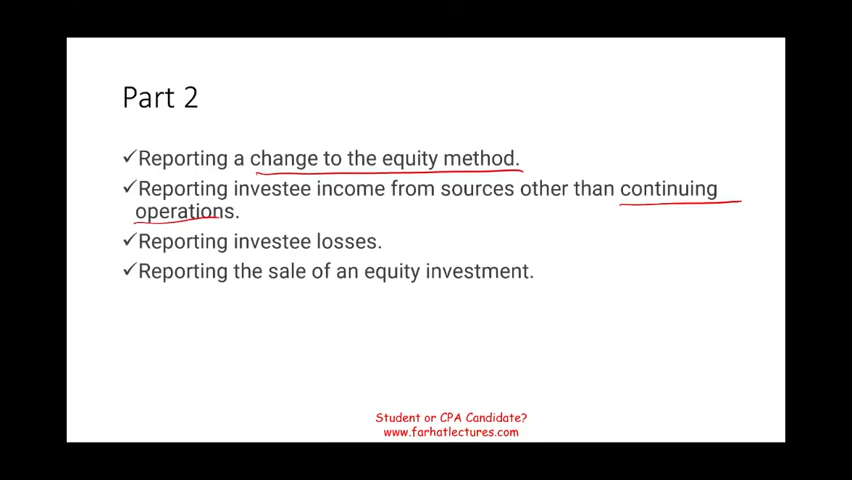 Part 2
✓Reporting a change to the equity method.
✓Reporting investee income from sources other than continuing
operations.
✓Reporting investee losses.
✓Reporting the sale of an equity investment.
Student or CPA Candidate?
www.farhatlectures.com